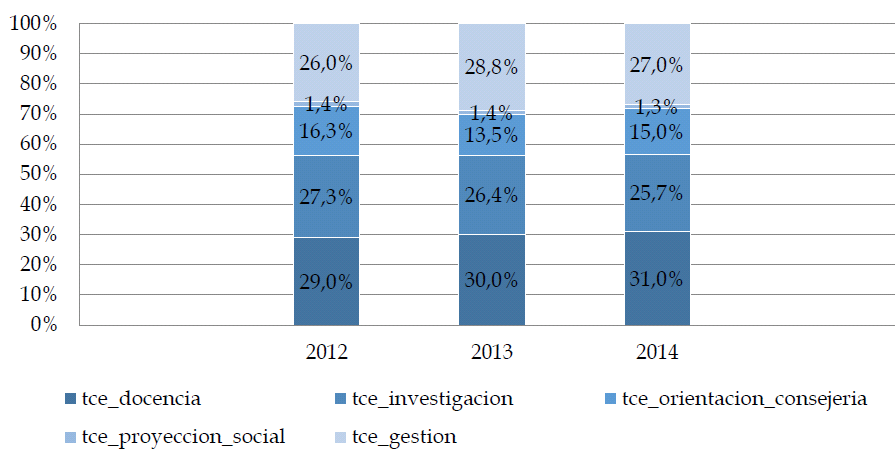 100%
90%
80%
70%
60%
50%
40%
30%
20%
10%
0%
26,0% 28,8% 27,0%
1,4% 1,4% 1,3%
16,3% 13,5% 15,0%
27,3% 26,4% 25,7%
29,0% 30,0% 31,0%
2012 2013 2014
tce_docencia tce_investigacion tce_orientacion_consejeria
tce_proyeccion_social tce_gestion